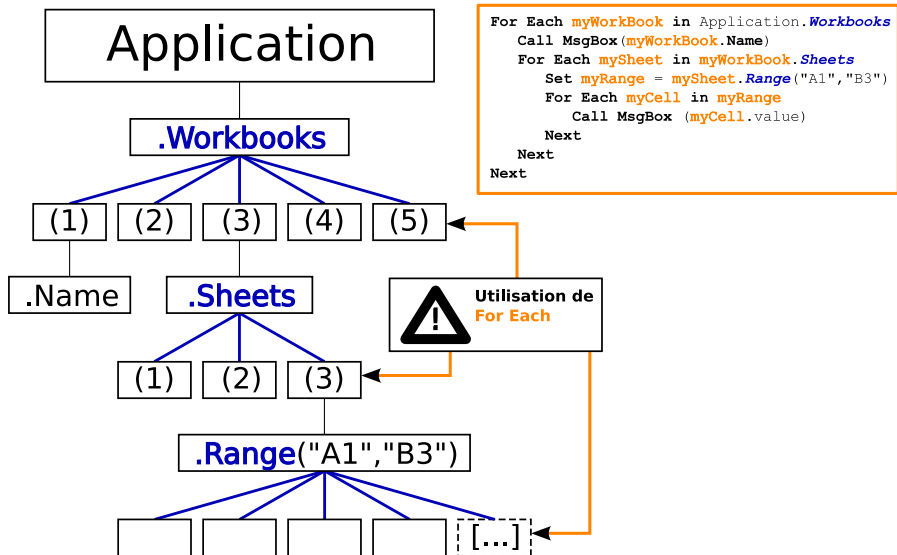 Application
For Each myWorkBook in Application.Workbooks
Call MsgBox(myWorkBook.Name)
For Each mySheet in myWorkBook.Sheets
Set myRange = mySheet.Range("A1","B3")
For Each myCell in myRange
Call MsgBox (myCell.value)
Next
Next
Next
.Workbooks
(1) (2) (3) (4) (5)
.Name .Sheets
Utilisation de
For Each
(1) (2) (3)
.Range("A1","B3")
[...]